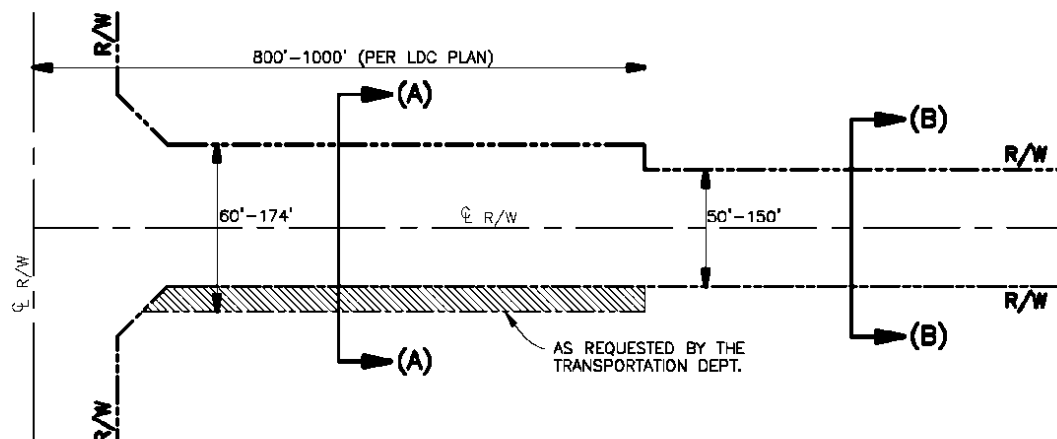 R/W
800'-1000' (PER LDC PLAN)
(A)
(B)
R/W
60'-174'
℄ R/W
50'-150'
℄ R/W
R/W
AS REQUESTED BY THE
TRANSPORTATION DEPT.
(A)
(B)
R/W